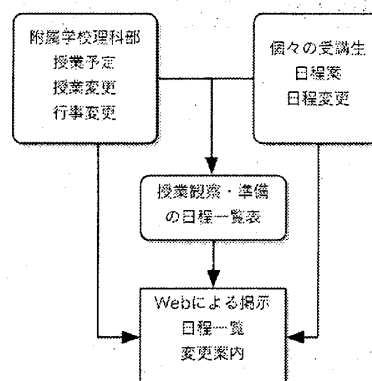 附属学校理科部
授業予定
授業変更
行事変更
個々の受講生
日程案
日程変更
授業観察・準備
の日程一覧表
Webによる掲示
日程一覧
変更案内